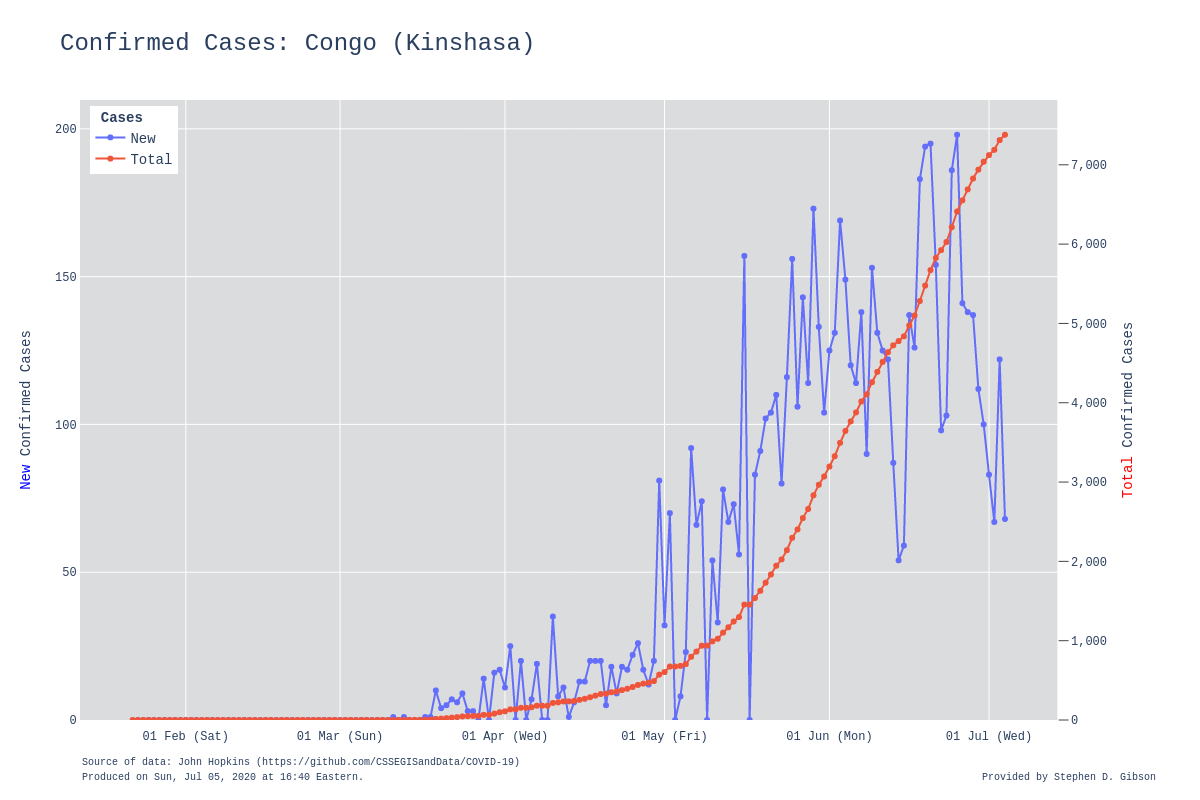 Confirmed Cases: Congo (Kinshasa)
Cases
New
Total
200
150
100
50
0
7,000
6,000
5,000
4,000
3,000
2,000
1,000
0
New Confirmed Cases
Total Confirmed Cases
01 Feb (Sat)
01 Mar (Sun)
01 Apr (Wed)
01 May (Fri)
01 Jun (Mon)
01 Jul (Wed)
Source of data: John Hopkins (https://github.com/CSSEGISandData/COVID-19)
Produced on Sun, Jul 05, 2020 at 16:40 Eastern.
Provided by Stephen D. Gibson